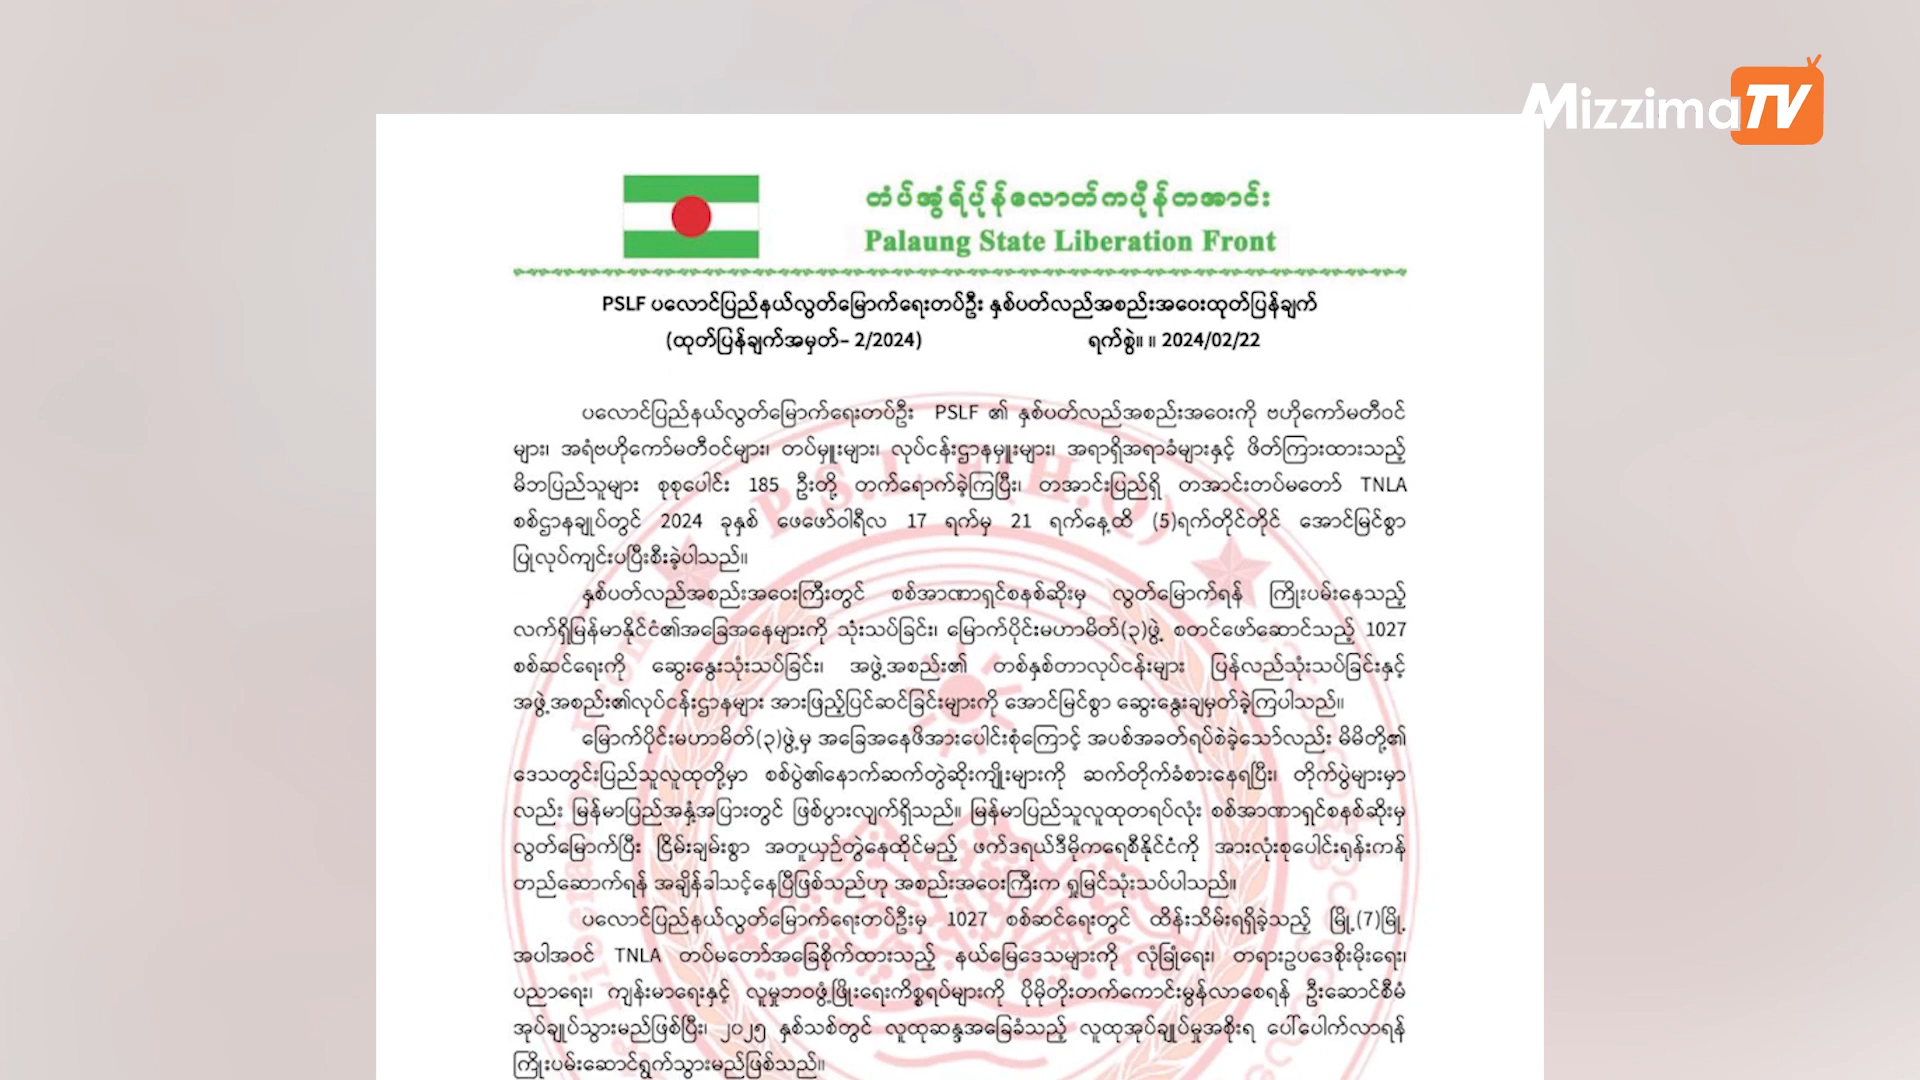 MizzimaTV
တံပ်အွံရ်ပှ်ုန်လောတ်ကပီုန်တအာင်း
Palaung State Liberation Front
PSLF ပလောင်ပြည်နယ်လွတ်မြောက်ရေးတပ်ဦး နှစ်ပတ်လည်အစည်းအဝေးထုတ်ပြန်ချက်
(ထုတ်ပြန်ချက်အမှတ်– 2/2024) ရက်စွဲ။ ။ 2024/02/22
ပလောင်ပြည်နယ်လွတ်မြောက်ရေးတပ်ဦး PSLF ၏ နှစ်ပတ်လည်အစည်းအဝေးကို ဗဟိုကော်မတီဝင်
များ၊ အရံဗဟိုကော်မတီဝင်များ၊ တပ်မှူးများ၊ လုပ်ငန်းဌာနမှူးများ၊ အရာရှိအရာခံများနှင့် ဖိတ်ကြားထားသည့်
မိဘပြည်သူများ စုစုပေါင်း 185 ဦးတို့ တက်ရောက်ခဲ့ကြပြီး၊ တအာင်းပြည်ရှိ တအာင်းတပ်မတော် TNLA
စစ်ဌာနချုပ်တွင် 2024 ခုနှစ် ဖေဖော်ဝါရီလ 17 ရက်မှ 21 ရက်နေ့ထိ (5)ရက်တိုင်တိုင် အောင်မြင်စွာ
ပြုလုပ်ကျင်းပပြီးစီးခဲ့ပါသည်။
နှစ်ပတ်လည်အစည်းအဝေးကြီးတွင် စစ်အာဏာရှင်စနစ်ဆိုးမှ လွတ်မြောက်ရန် ကြိုးပမ်းနေသည့်
လက်ရှိမြန်မာနိုင်ငံ၏အခြေအနေများကို သုံးသပ်ခြင်း၊ မြောက်ပိုင်းမဟာမိတ်(၃)ဖွဲ့ စတင်ဖော်ဆောင်သည့် 1027
စစ်ဆင်ရေးကို ဆွေးနွေးသုံးသပ်ခြင်း၊ အဖွဲ့အစည်း၏ တစ်နှစ်တာလုပ်ငန်းများ ပြန်လည်သုံးသပ်ခြင်းနှင့်
အဖွဲ့အစည်း၏လုပ်ငန်းဌာနများ အားဖြည့်ပြင်ဆင်ခြင်းများကို အောင်မြင်စွာ ဆွေးနွေးချမှတ်ခဲ့ကြပါသည်။
မြောက်ပိုင်းမဟာမိတ်(၃)ဖွဲ့မှ အခြေအနေဖိအားပေါင်းစုံကြောင့် အပစ်အခတ်ရပ်စဲခဲ့သော်လည်း မိမိတို့၏
ဒေသတွင်းပြည်သူလူထုတို့မှာ စစ်ပွဲ၏နောက်ဆက်တွဲဆိုးကျိုးများကို ဆက်တိုက်ခံစားနေရပြီး၊ တိုက်ပွဲများမှာ
လည်း မြန်မာပြည်အနှံ့အပြားတွင် ဖြစ်ပွားလျက်ရှိသည်။ မြန်မာပြည်သူလူထုတရပ်လုံး စစ်အာဏာရှင်စနစ်ဆိုးမှ
လွတ်မြောက်ပြီး ငြိမ်းချမ်းစွာ အတူယှဉ်တွဲနေထိုင်မည့် ဖက်ဒရယ်ဒီမိုကရေစီနိုင်ငံကို အားလုံးစုပေါင်းရုန်းကန်
တည်ဆောက်ရန် အချိန်ခါသင့်နေပြီဖြစ်သည်ဟု အစည်းအဝေးကြီးက ရှုမြင်သုံးသပ်ပါသည်။
ပလောင်ပြည်နယ်လွတ်မြောက်ရေးတပ်ဦးမှ 1027 စစ်ဆင်ရေးတွင် ထိန်းသိမ်းရရှိခဲ့သည့် မြို့(7)မြို့
အပါအဝင် TNLA တပ်မတော်အခြေစိုက်ထားသည့် နယ်မြေဒေသများကို လုံခြုံရေး၊ တရားဥပဒေစိုးမိုးရေး၊
ပညာရေး၊ ကျန်းမာရေးနှင့် လူမှုဘဝဖွံ့ဖြိုးရေးကိစ္စရပ်များကို ပိုမိုတိုးတက်ကောင်းမွန်လာစေရန် ဦးဆောင်စီမံ
အုပ်ချုပ်သွားမည်ဖြစ်ပြီး၊ ၂၀၂၅ နှစ်သစ်တွင် လူထုဆန္ဒအခြေခံသည့် လူထုအုပ်ချုပ်မှုအစိုးရ ပေါ်ပေါက်လာရန်
ကြိုးပမ်းဆောင်ရွက်သွားမည်ဖြစ်သည်။